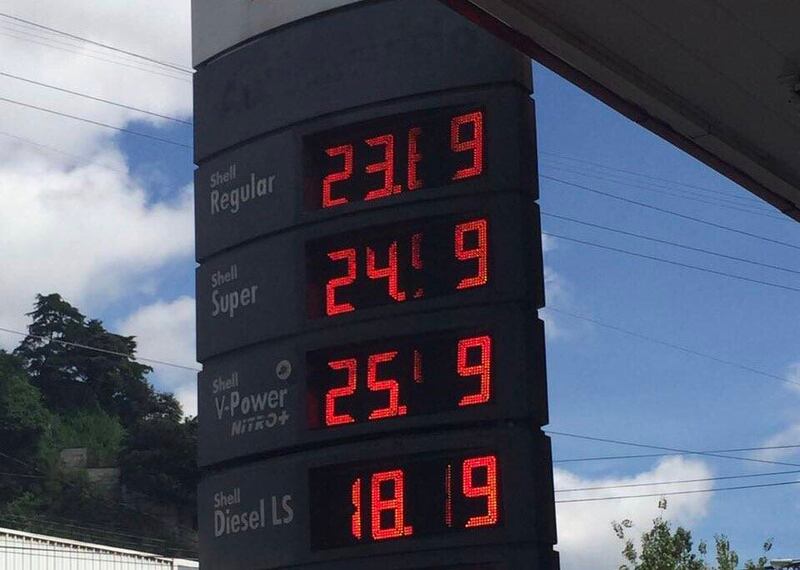 Shell
Regular
23. 9
Shell
Super
24. 9
Shell
V-Power
NiTRO+
25. 9
Shell
Diesel LS
18. 9